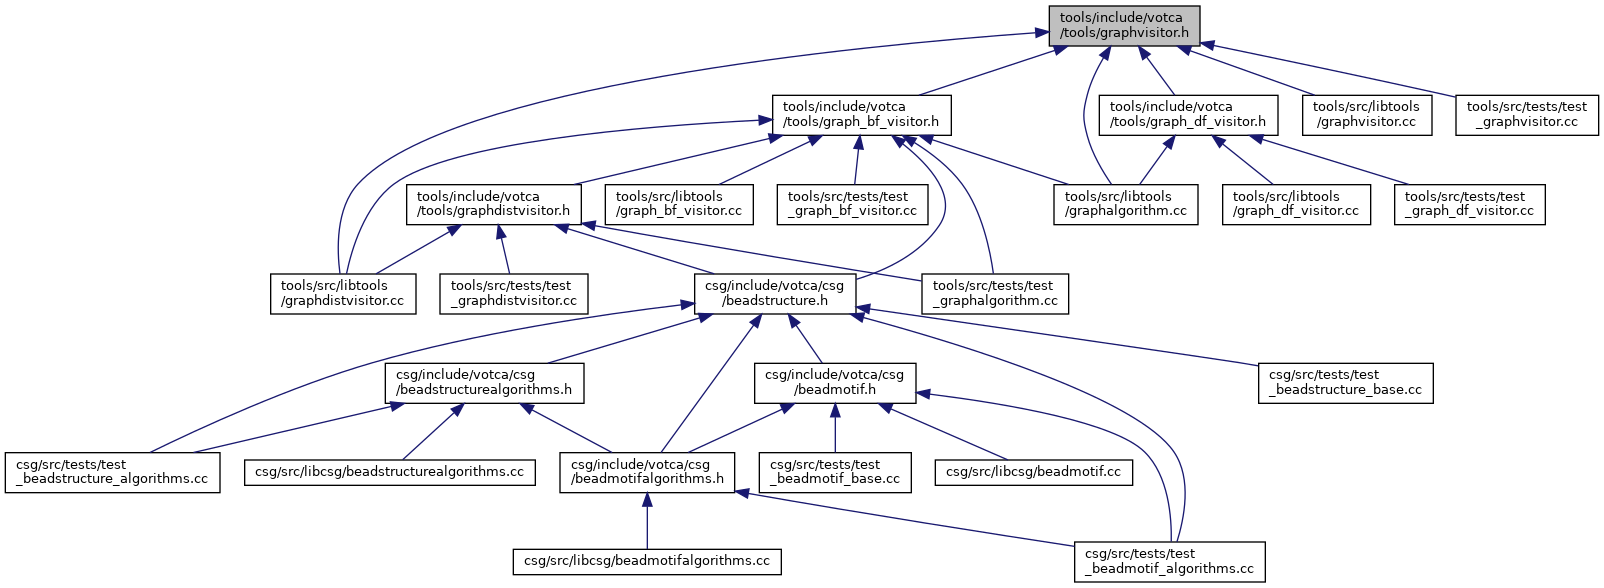 tools/include/votca
/tools/graphvisitor.h
tools/include/votca
/tools/graph_bf_visitor.h
tools/include/votca
/tools/graph_df_visitor.h
tools/src/libtools
/graphvisitor.cc
tools/src/tests/test
_graphvisitor.cc
tools/include/votca
/tools/graphdistvisitor.h
tools/src/libtools
/graph_bf_visitor.cc
tools/src/tests/test
_graph_bf_visitor.cc
tools/src/libtools
/graphalgorithm.cc
tools/src/libtools
/graph_df_visitor.cc
tools/src/tests/test
_graph_df_visitor.cc
tools/src/libtools
/graphdistvisitor.cc
tools/src/tests/test
_graphdistvisitor.cc
csg/include/votca/csg
/beadstructure.h
tools/src/tests/test
_graphalgorithm.cc
csg/include/votca/csg
/beadstructurealgorithms.h
csg/include/votca/csg
/beadmotif.h
csg/src/tests/test
_beadstructure_base.cc
csg/src/tests/test
_beadstructure_algorithms.cc
csg/src/libcsg/beadstructurealgorithms.cc
csg/include/votca/csg
/beadmotifalgorithms.h
csg/src/tests/test
_beadmotif_base.cc
csg/src/libcsg/beadmotif.cc
csg/src/libcsg/beadmotifalgorithms.cc
csg/src/tests/test
_beadmotif_algorithms.cc